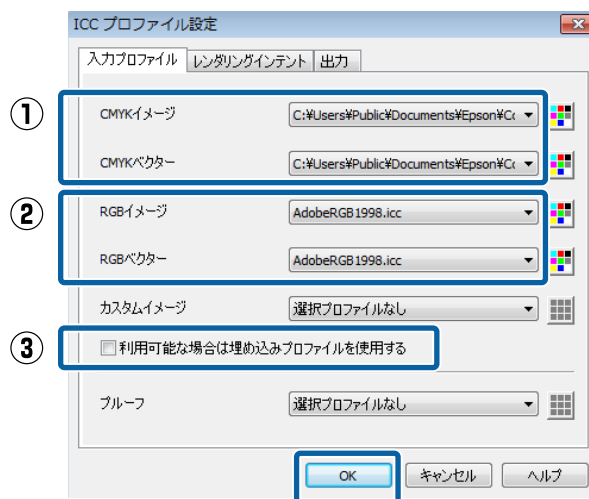 ICC プロファイル設定
入力プロファイル レンダリングインテント 出力
① CMYKイメージ C:¥Users¥Public¥Documents¥Epson¥Cc
CMYKベクター C:¥Users¥Public¥Documents¥Epson¥Cc
② RGBイメージ AdobeRGB1998.icc
RGBベクター AdobeRGB1998.icc
カスタムイメージ 選択プロファイルなし
③ 利用可能な場合は埋め込みプロファイルを使用する
プルーフ 選択プロファイルなし
OK キャンセル ヘルプ